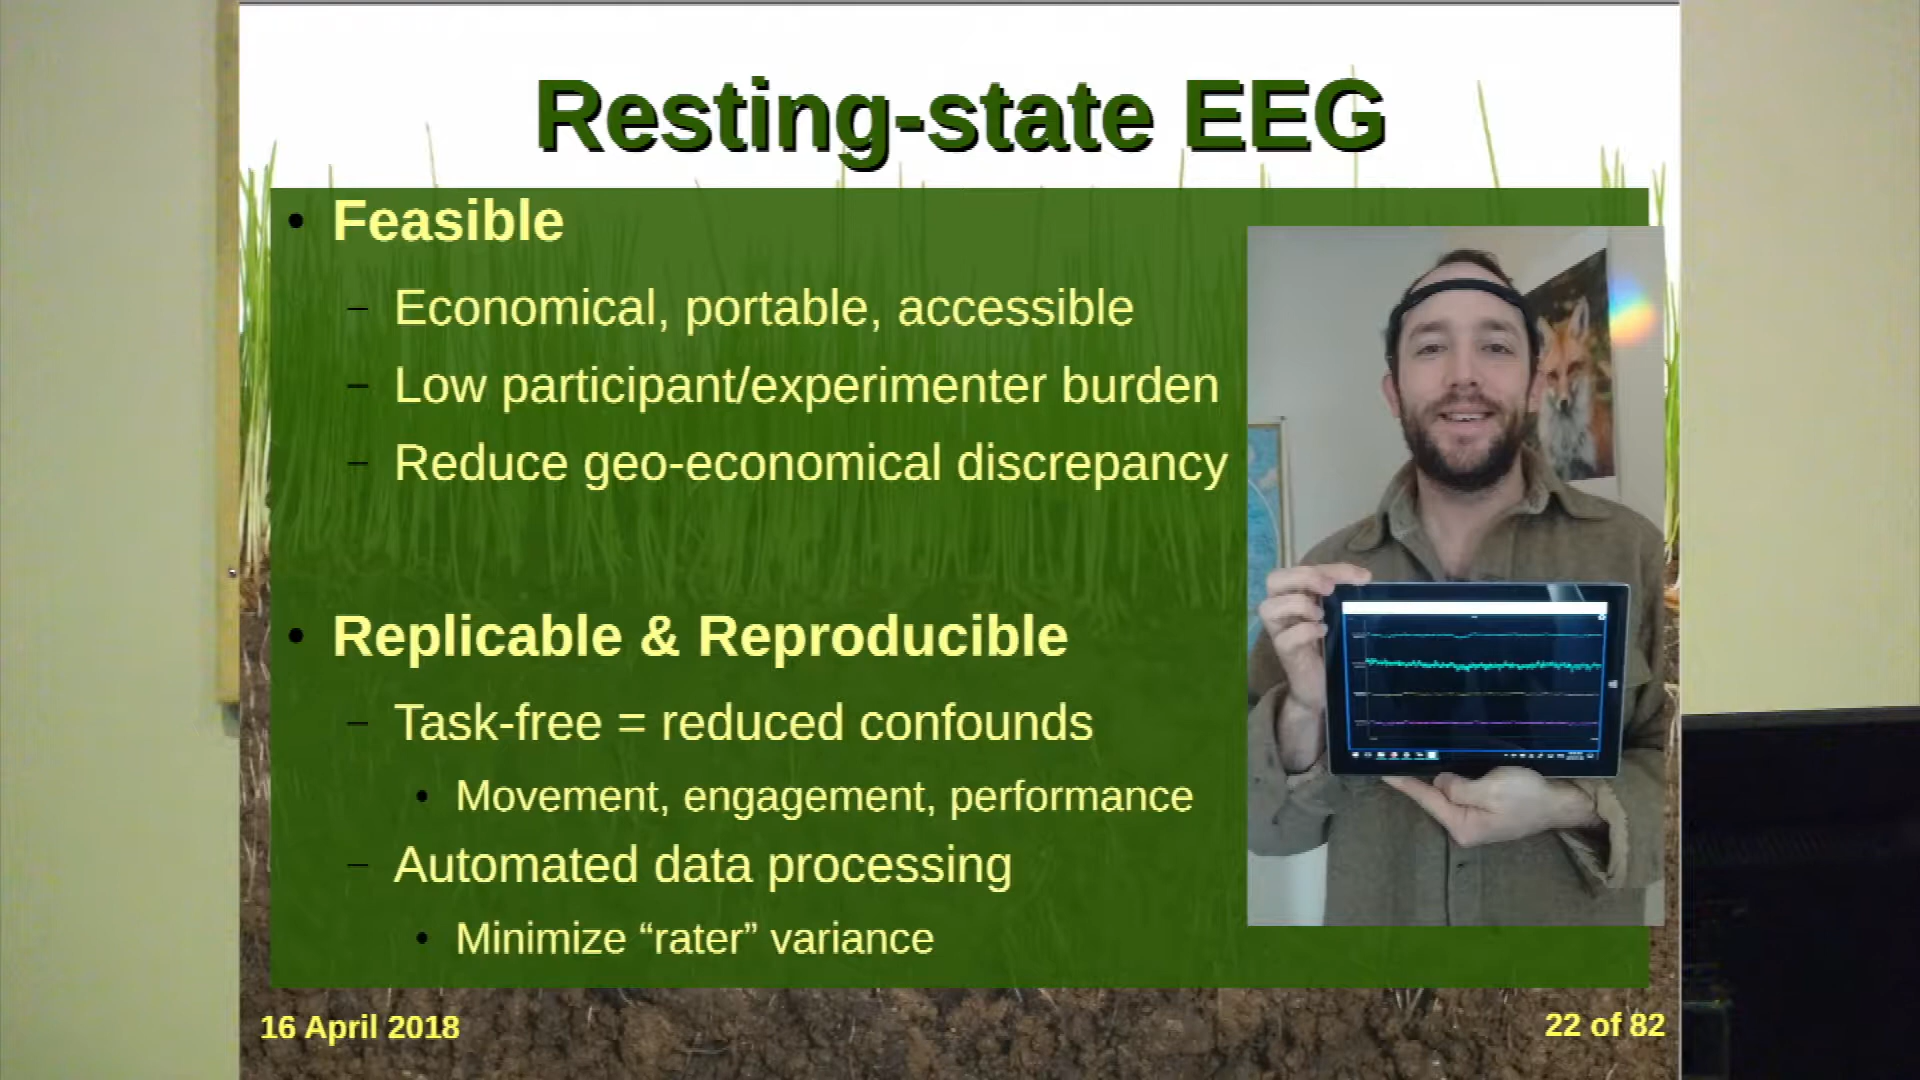 Resting-state EEG
• Feasible
– Economical, portable, accessible
– Low participant/experimenter burden
– Reduce geo-economical discrepancy
• Replicable & Reproducible
– Task-free = reduced confounds
• Movement, engagement, performance
– Automated data processing
• Minimize “rater” variance
16 April 2018
22 of 82